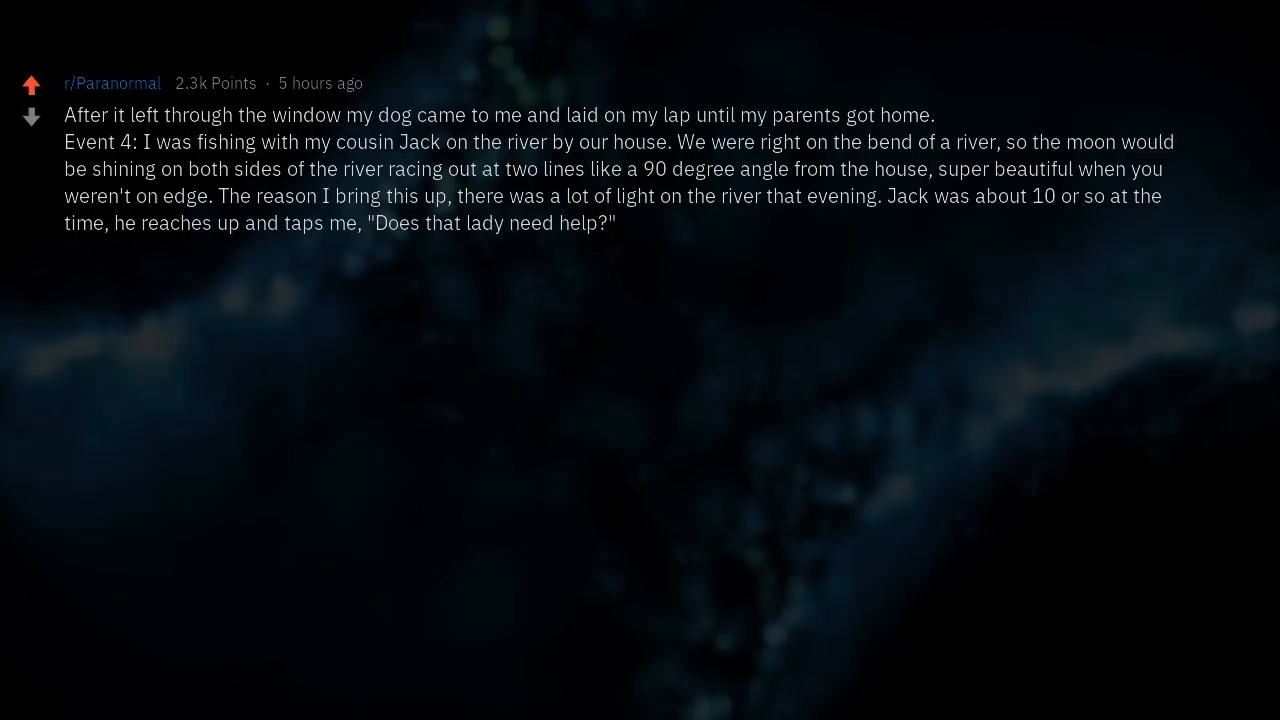 r/Paranormal 2.3k Points · 5 hours ago
After it left through the window my dog came to me and laid on my lap until my parents got home.
Event 4: I was fishing with my cousin Jack on the river by our house. We were right on the bend of a river, so the moon would
be shining on both sides of the river racing out at two lines like a 90 degree angle from the house, super beautiful when you
weren't on edge. The reason I bring this up, there was a lot of light on the river that evening. Jack was about 10 or so at the
time, he reaches up and taps me, "Does that lady need help?"